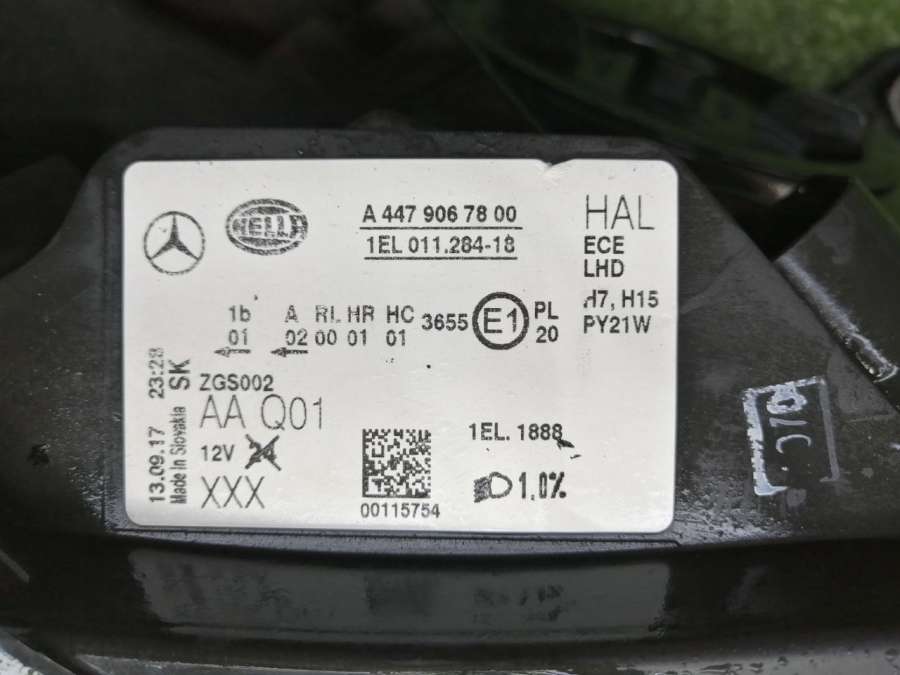 HELLA
A 447 906 78 00
1EL 011.284-18
HAL
ECE
LHD
H7, H15
PY21W
1b A RL HR HC
01 02 00 01 01
3655 E1 PL
20
13.09.17 23:28
Made in Slovakia SK
ZGS002
AA Q01
12V 24
XXX
00115754
1EL. 1888
1.0%